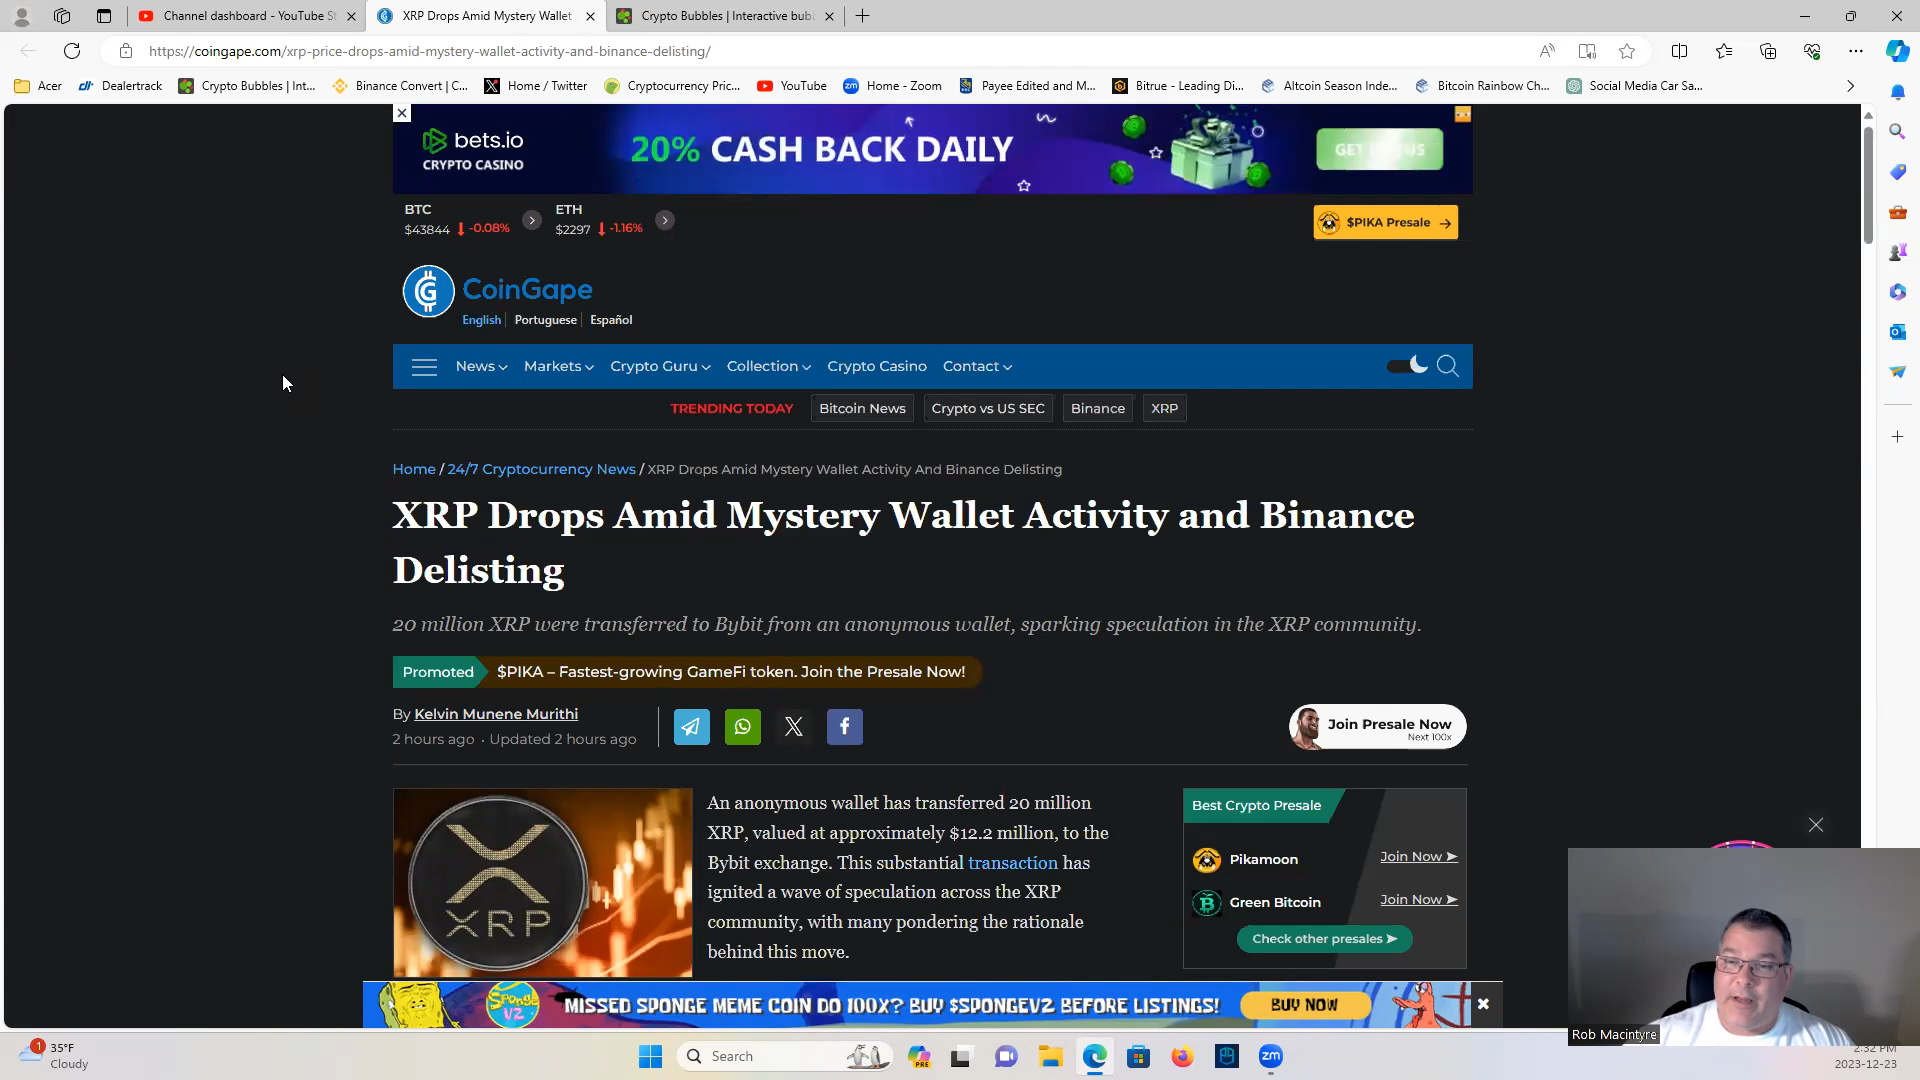 Channel dashboard - YouTube S
XRP Drops Amid Mystery Wallet
Crypto Bubbles | Interactive bub
https://coingape.com/xrp-price-drops-amid-mystery-wallet-activity-and-binance-delisting/
Acer
Dealertrack
Crypto Bubbles | Int...
Binance Convert | C...
Home / Twitter
Cryptocurrency Pric...
YouTube
Home - Zoom
Payee Edited and M...
Bitrue - Leading Di...
Altcoin Season Inde...
Bitcoin Rainbow Ch...
Social Media Car Sa...
bets.io
CRYPTO CASINO
20% CASH BACK DAILY
BTC
$43844 -0.08%
ETH
$2297 -1.16%
$PIKA Presale →
CoinGape
English Portuguese Español
News Markets Crypto Guru Collection Crypto Casino Contact
TRENDING TODAY Bitcoin News Crypto vs US SEC Binance XRP
Home / 24/7 Cryptocurrency News / XRP Drops Amid Mystery Wallet Activity And Binance Delisting
XRP Drops Amid Mystery Wallet Activity and Binance
Delisting
20 million XRP were transferred to Bybit from an anonymous wallet, sparking speculation in the XRP community.
Promoted $PIKA – Fastest-growing GameFi token. Join the Presale Now!
By Kelvin Munene Murithi
2 hours ago · Updated 2 hours ago
Join Presale Now
Next 100x
XRP
An anonymous wallet has transferred 20 million
XRP, valued at approximately $12.2 million, to the
Bybit exchange. This substantial transaction has
ignited a wave of speculation across the XRP
community, with many pondering the rationale
behind this move.
Best Crypto Presale
Pikamoon Join Now ➤
Green Bitcoin Join Now ➤
Check other presales ➤
Sponge V2
MISSED SPONGE MEME COIN DO 100X? BUY $SPONGEV2 BEFORE LISTINGS!
BUY NOW
Rob Macintyre
1
35°F
Cloudy
Search
PRE
zm
2:32 PM
2023-12-23